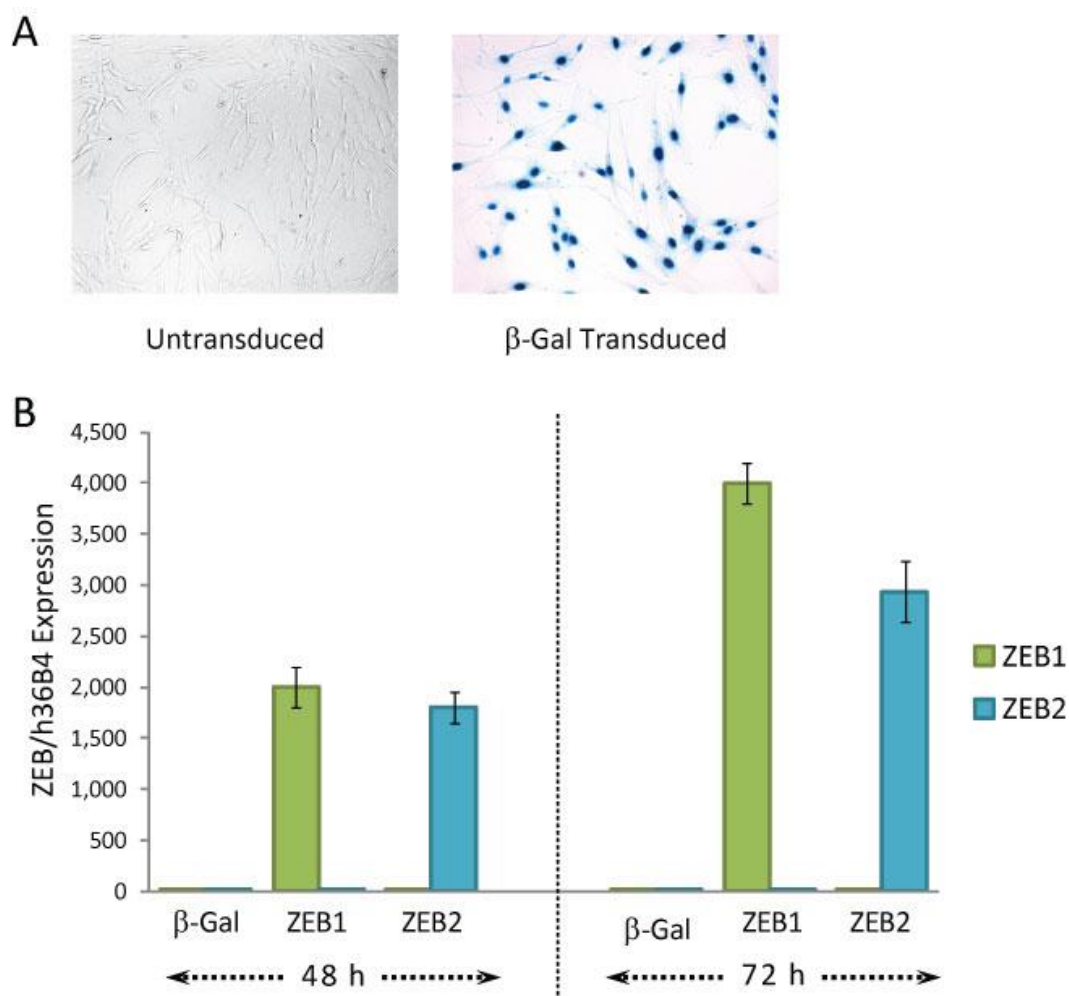 A
Untransduced
β-Gal Transduced
B
ZEB/h36B4 Expression
4,500
4,000
3,500
3,000
2,500
2,000
1,500
1,000
500
0
β-Gal ZEB1 ZEB2 β-Gal ZEB1 ZEB2
48 h 72 h
ZEB1
ZEB2